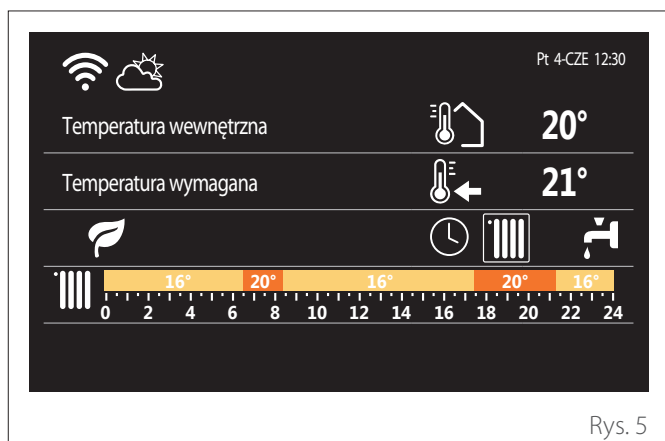 Pt 4-CZE 12:30
Temperatura wewnętrzna 20°
Temperatura wymagana 21°
16° 20° 16° 20° 16°
0 2 4 6 8 10 12 14 16 18 20 22 24
Rys. 5